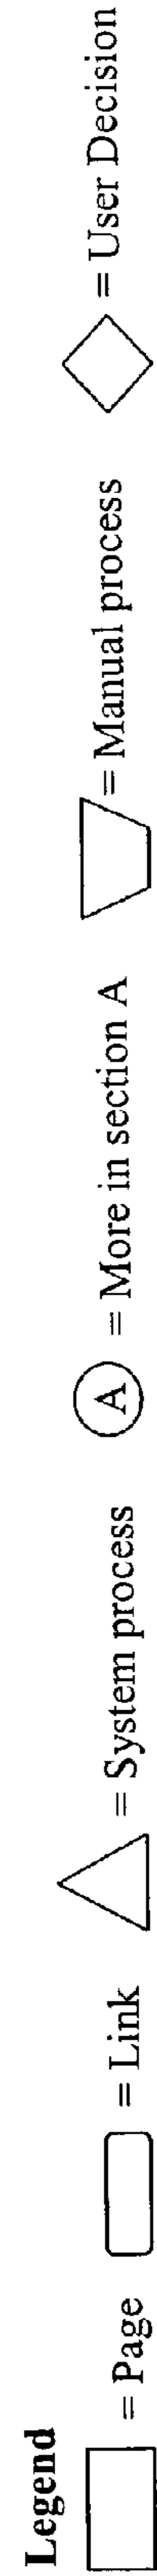 Legend
= Page = Link = System process A = More in section A = Manual process = User Decision